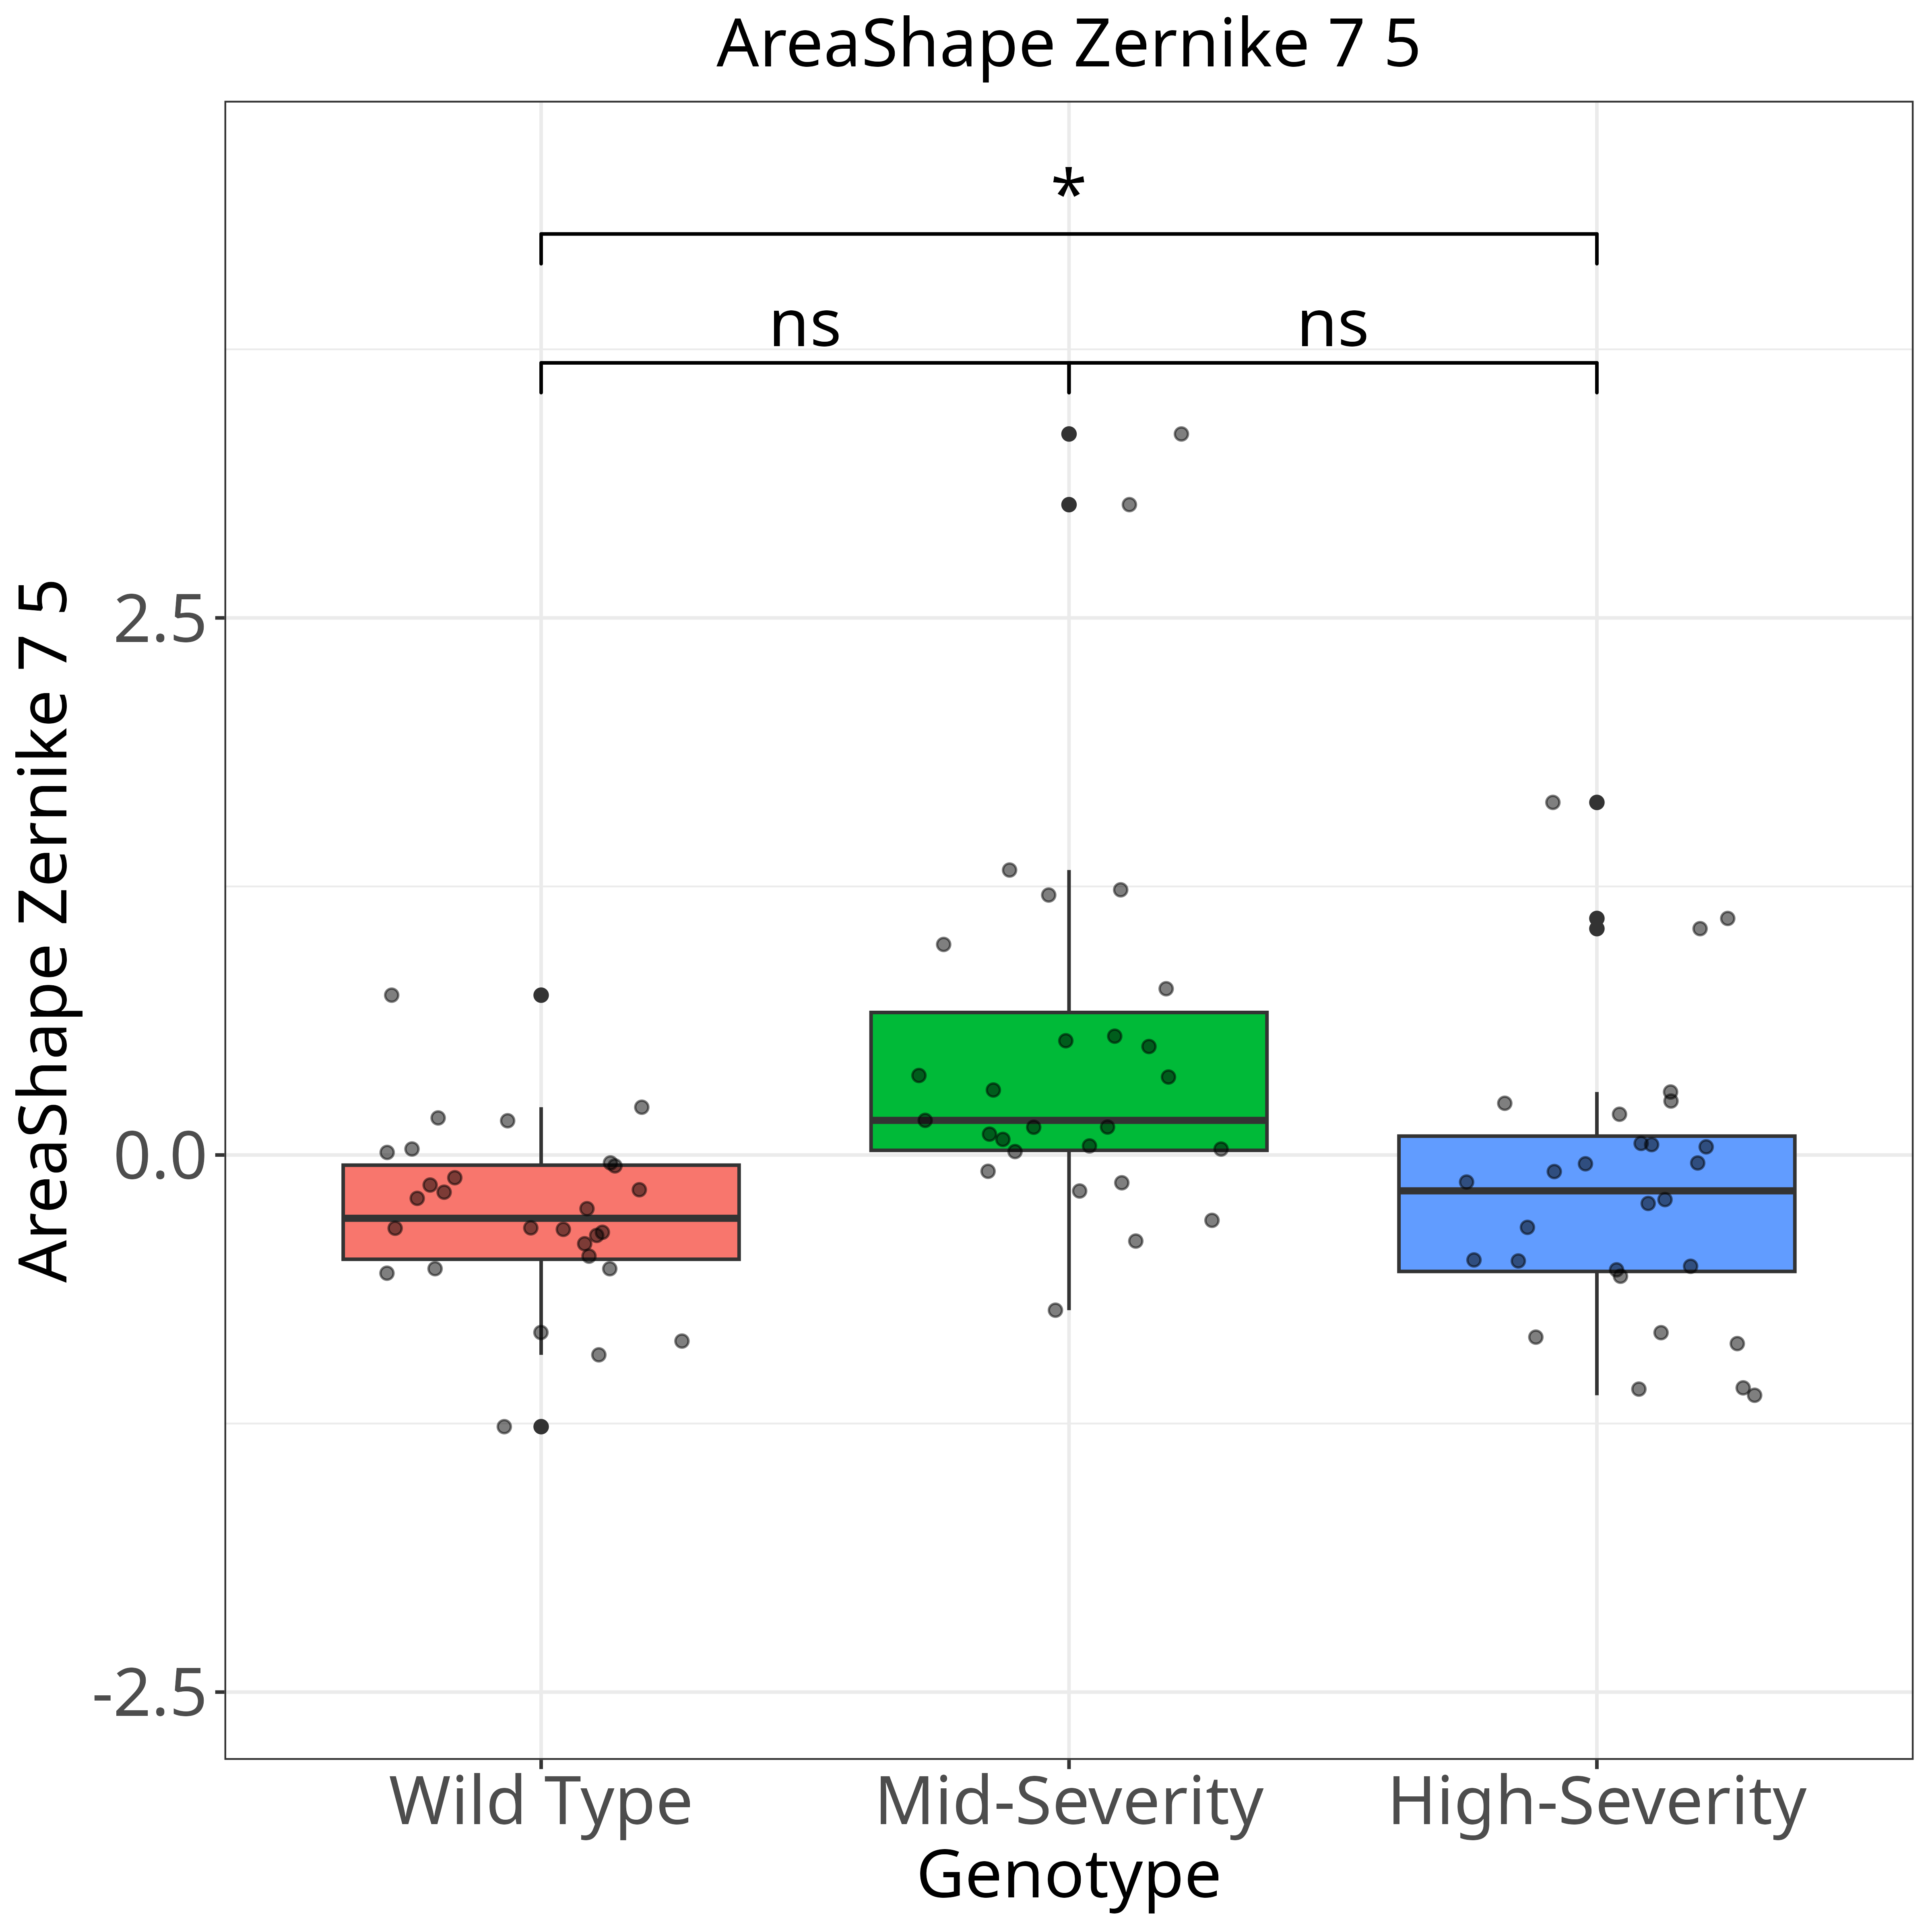 AreaShape Zernike 7 5
*
ns
ns
AreaShape Zernike 7 5
2.5
0.0
-2.5
Wild Type
Mid-Severity
High-Severity
Genotype